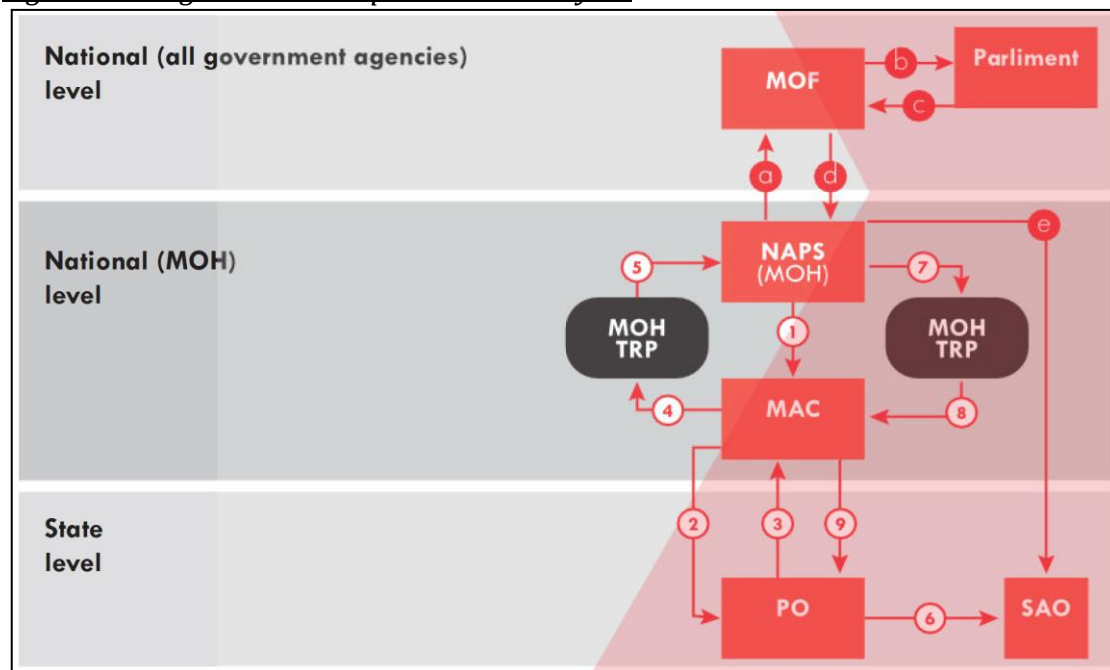 National (all government agencies)
level
MOF
b
Parliment
c
a
d
National (MOH)
level
NAPS
(MOH)
e
5
7
MOH
TRP
1
MOH
TRP
4
MAC
8
State
level
2
3
9
PO
6
SAO